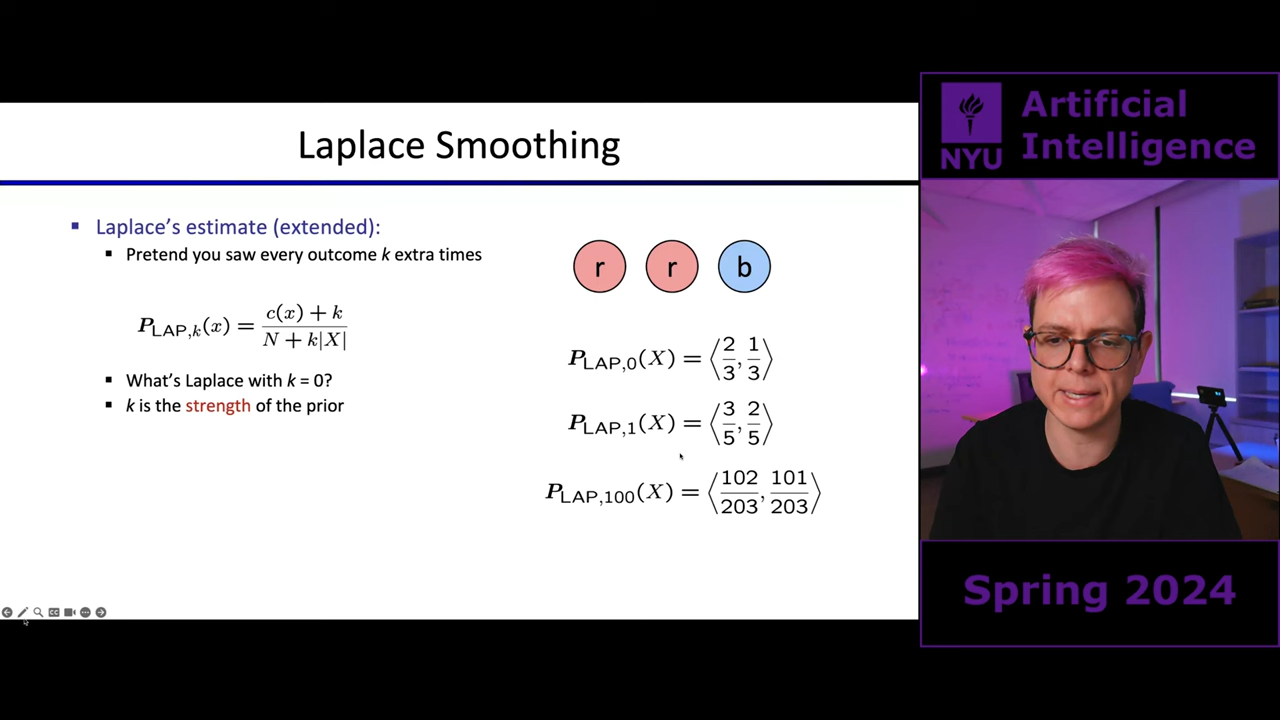 Laplace Smoothing
Laplace's estimate (extended):
Pretend you saw every outcome k extra times
P_LAP,k(x) = (c(x) + k) / (N + k|X|)
What's Laplace with k = 0?
k is the strength of the prior
r r b
P_LAP,0(X) = ⟨2/3, 1/3⟩
P_LAP,1(X) = ⟨3/5, 2/5⟩
P_LAP,100(X) = ⟨102/203, 101/203⟩
NYU
Artificial
Intelligence
Spring 2024